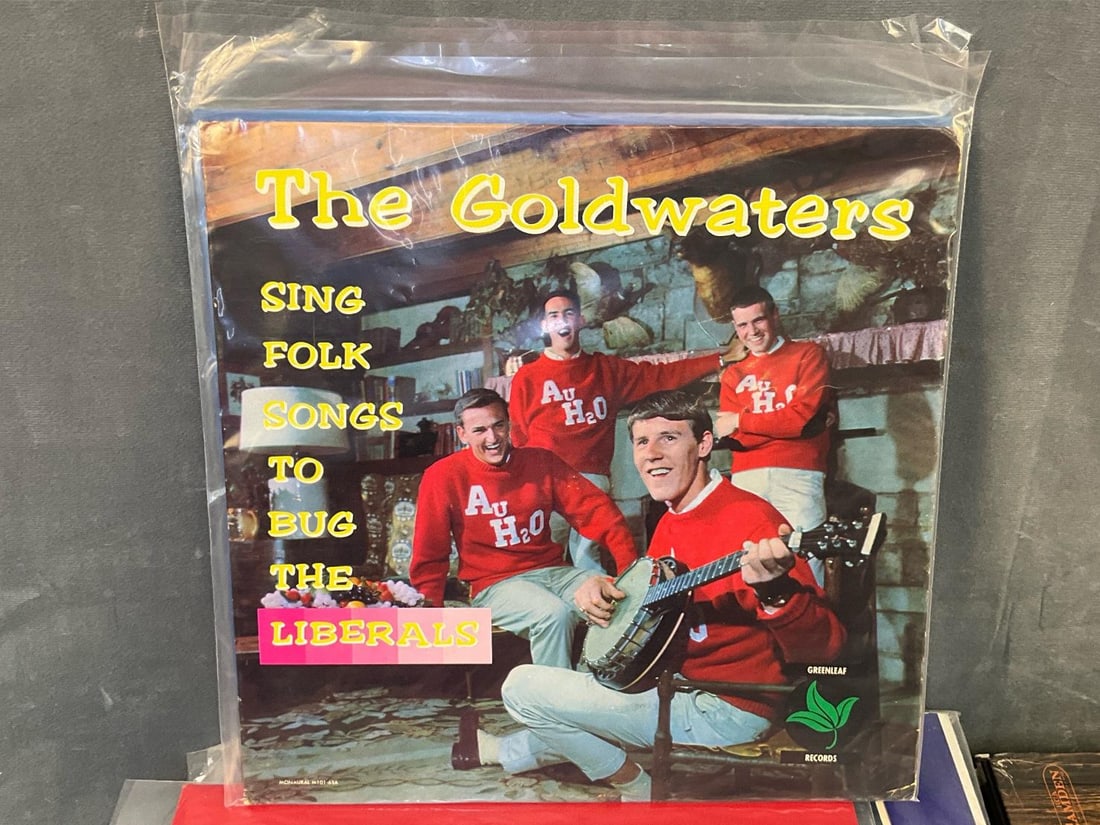 The Goldwaters
SING
FOLK
SONGS
TO
BUG
THE
LIBERALS
AU
H2O
AU
H2O
AU
H2O
GREENLEAF
RECORDS